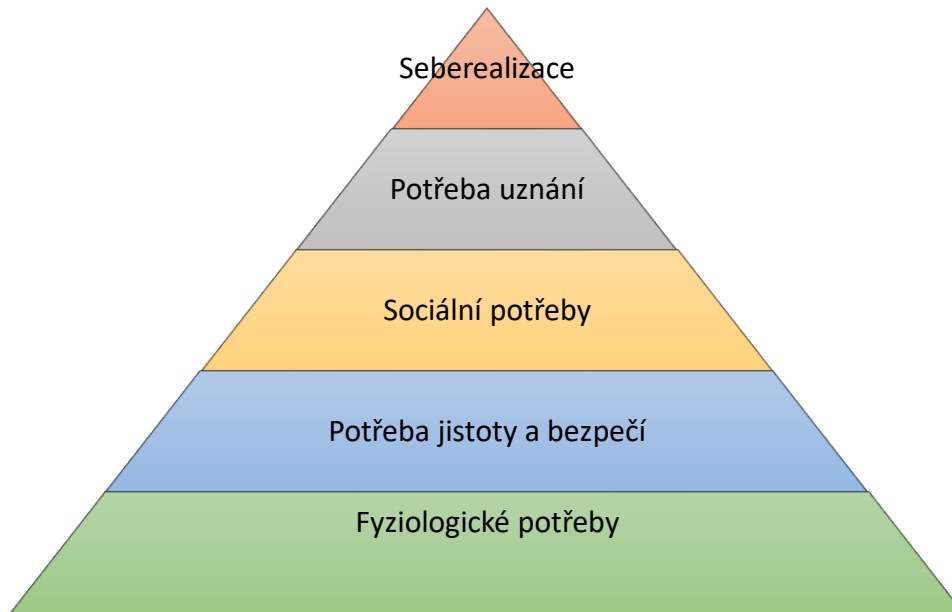 Seberealizace
Potřeba uznání
Sociální potřeby
Potřeba jistoty a bezpečí
Fyziologické potřeby